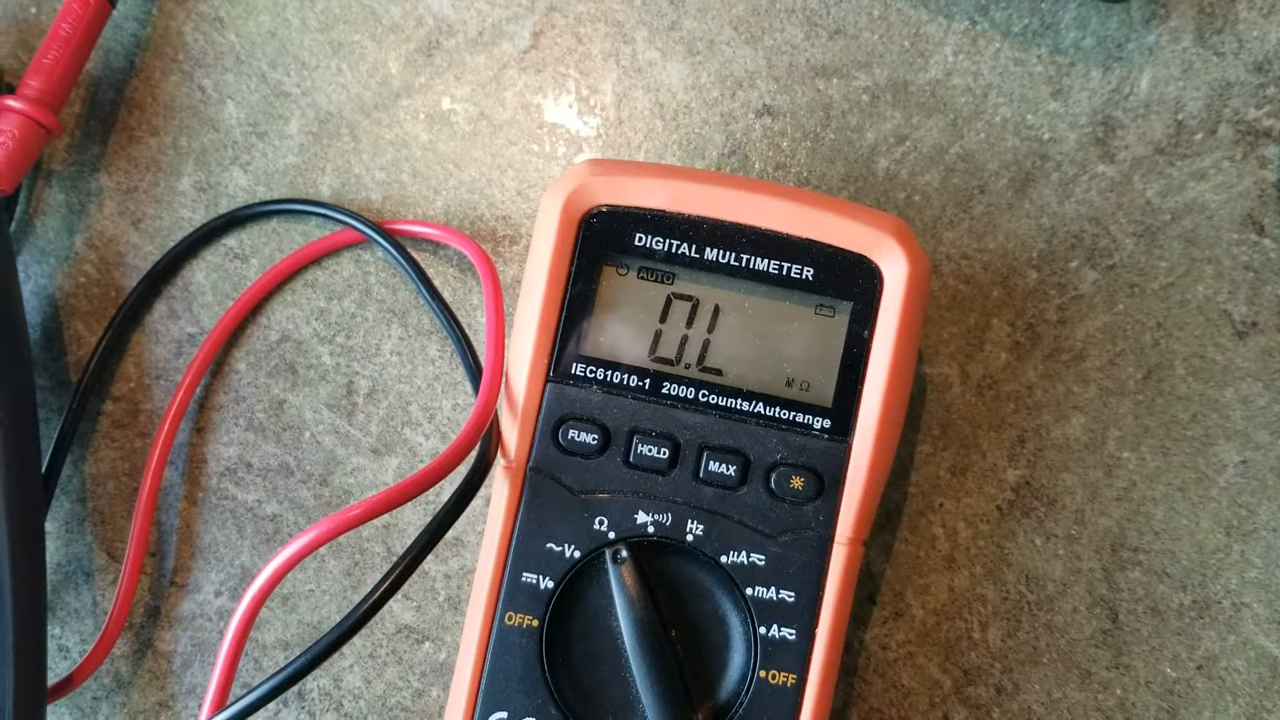 DIGITAL MULTIMETER
AUTO
0.L
MΩ
IEC61010-1 2000 Counts/Autorange
FUNC
HOLD
MAX
Ω
Hz
~V
μA
V
mA
A
OFF
OFF